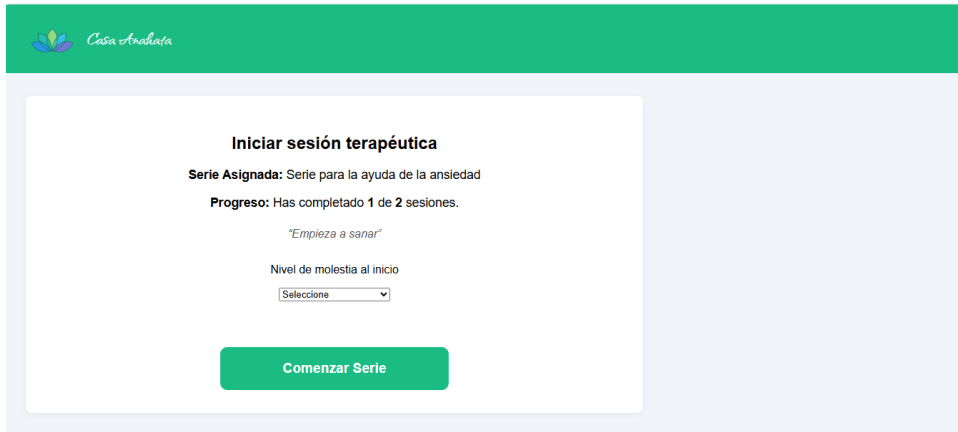 Casa Anahata
Iniciar sesión terapéutica
Serie Asignada: Serie para la ayuda de la ansiedad
Progreso: Has completado 1 de 2 sesiones.
“Empieza a sanar”
Nivel de molestia al inicio
Seleccione
Comenzar Serie